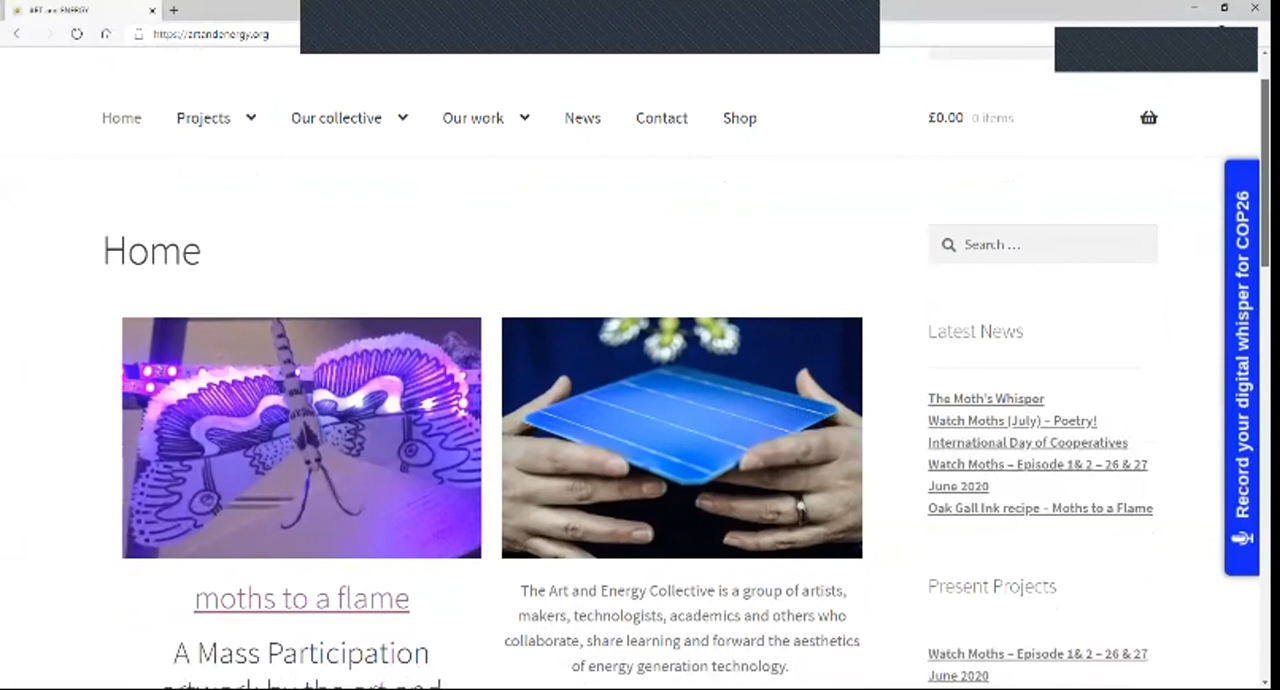 ART and ENERGY
https://artandenergy.org
Home Projects Our collective Our work News Contact Shop £0.00 0 items
Home
Search ...
Record your digital whisper for COP26
Latest News
The Moth's Whisper
Watch Moths (July) – Poetry!
International Day of Cooperatives
Watch Moths – Episode 1& 2 – 26 & 27
June 2020
Oak Gall Ink recipe – Moths to a Flame
moths to a flame
A Mass Participation
artwork by the art and
The Art and Energy Collective is a group of artists,
makers, technologists, academics and others who
collaborate, share learning and forward the aesthetics
of energy generation technology.
Present Projects
Watch Moths – Episode 1& 2 – 26 & 27
June 2020